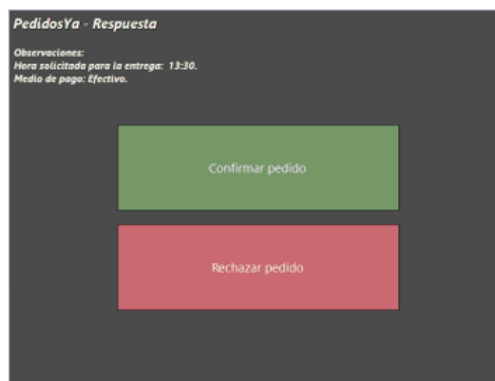 PedidosYa - Respuesta
Observaciones:
Hora solicitada para la entrega: 13:30.
Medio de pago: Efectivo.
Confirmar pedido
Rechazar pedido